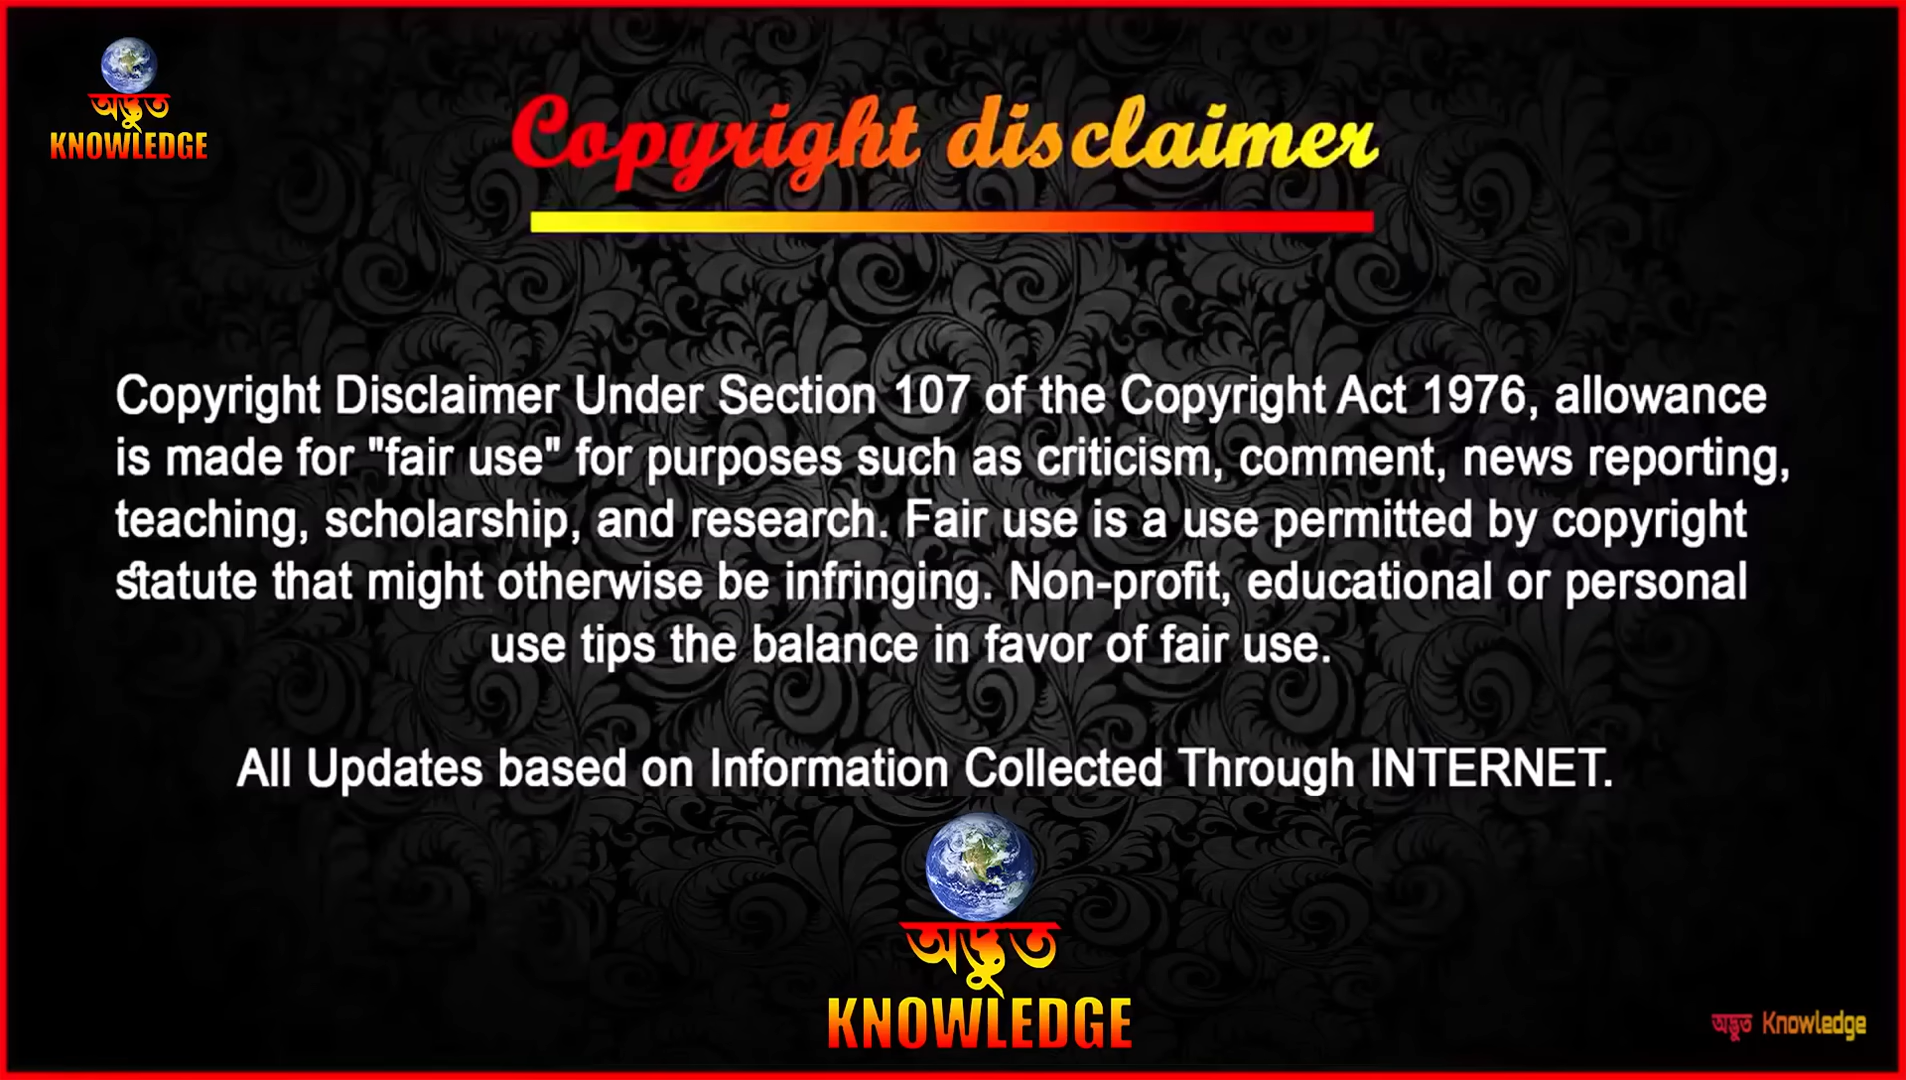 অদ্ভুত
KNOWLEDGE
Copyright disclaimer
Copyright Disclaimer Under Section 107 of the Copyright Act 1976, allowance
is made for "fair use" for purposes such as criticism, comment, news reporting,
teaching, scholarship, and research. Fair use is a use permitted by copyright
statute that might otherwise be infringing. Non-profit, educational or personal
use tips the balance in favor of fair use.
All Updates based on Information Collected Through INTERNET.
অদ্ভুত
KNOWLEDGE
অদ্ভুত Knowledge